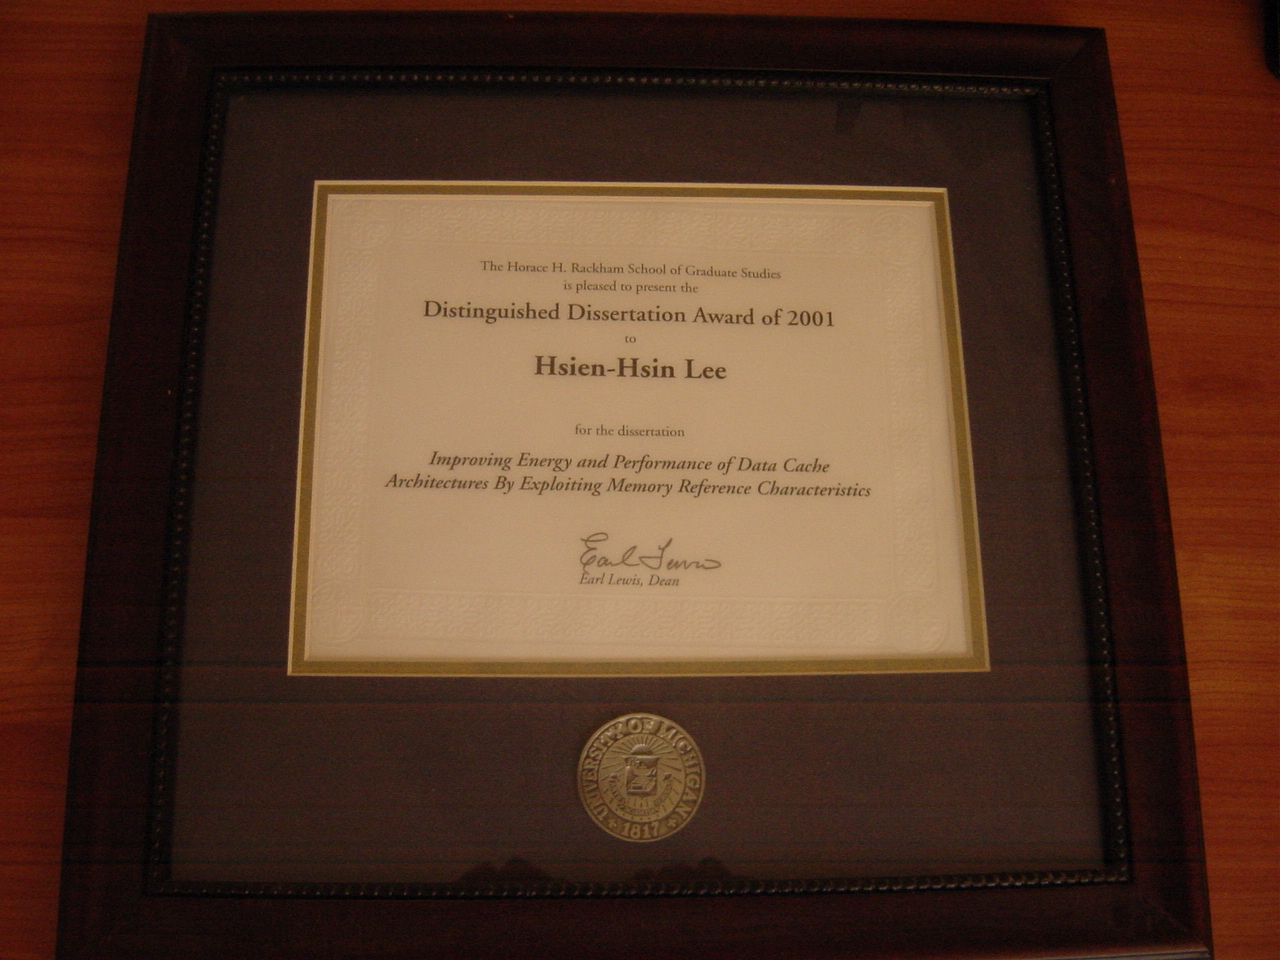 The Horace H. Rackham School of Graduate Studies
is pleased to present the
Distinguished Dissertation Award of 2001
to
Hsien-Hsin Lee
for the dissertation
Improving Energy and Performance of Data Cache
Architectures By Exploiting Memory Reference Characteristics
Earl Lewis
Earl Lewis, Dean
UNIVERSITY OF MICHIGAN
1817